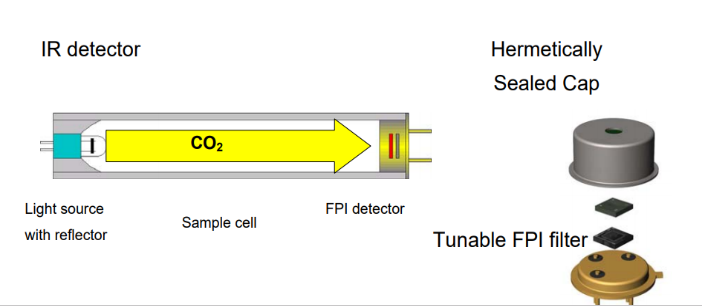 IR detector
Hermetically
Sealed Cap
CO₂
Light source
with reflector
Sample cell
FPI detector
Tunable FPI filter